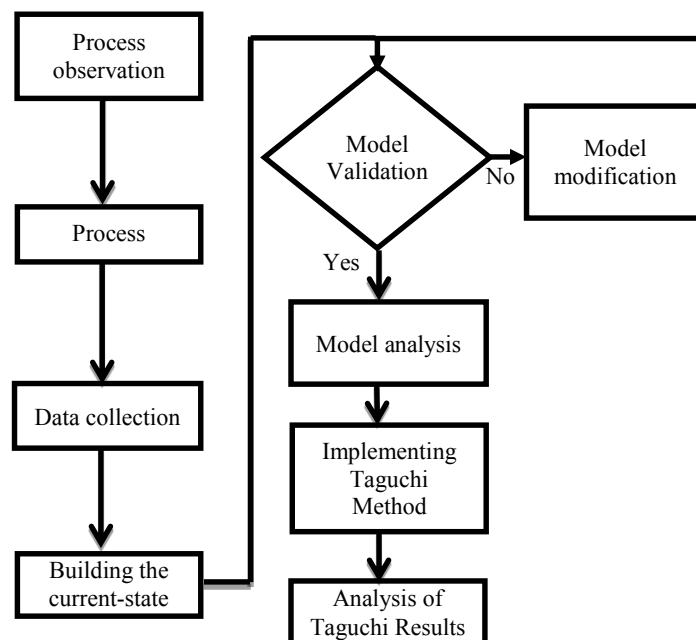 Process
observation
Process
Data collection
Building the
current-state
Model
Validation
No
Model
modification
Yes
Model analysis
Implementing
Taguchi
Method
Analysis of
Taguchi Results